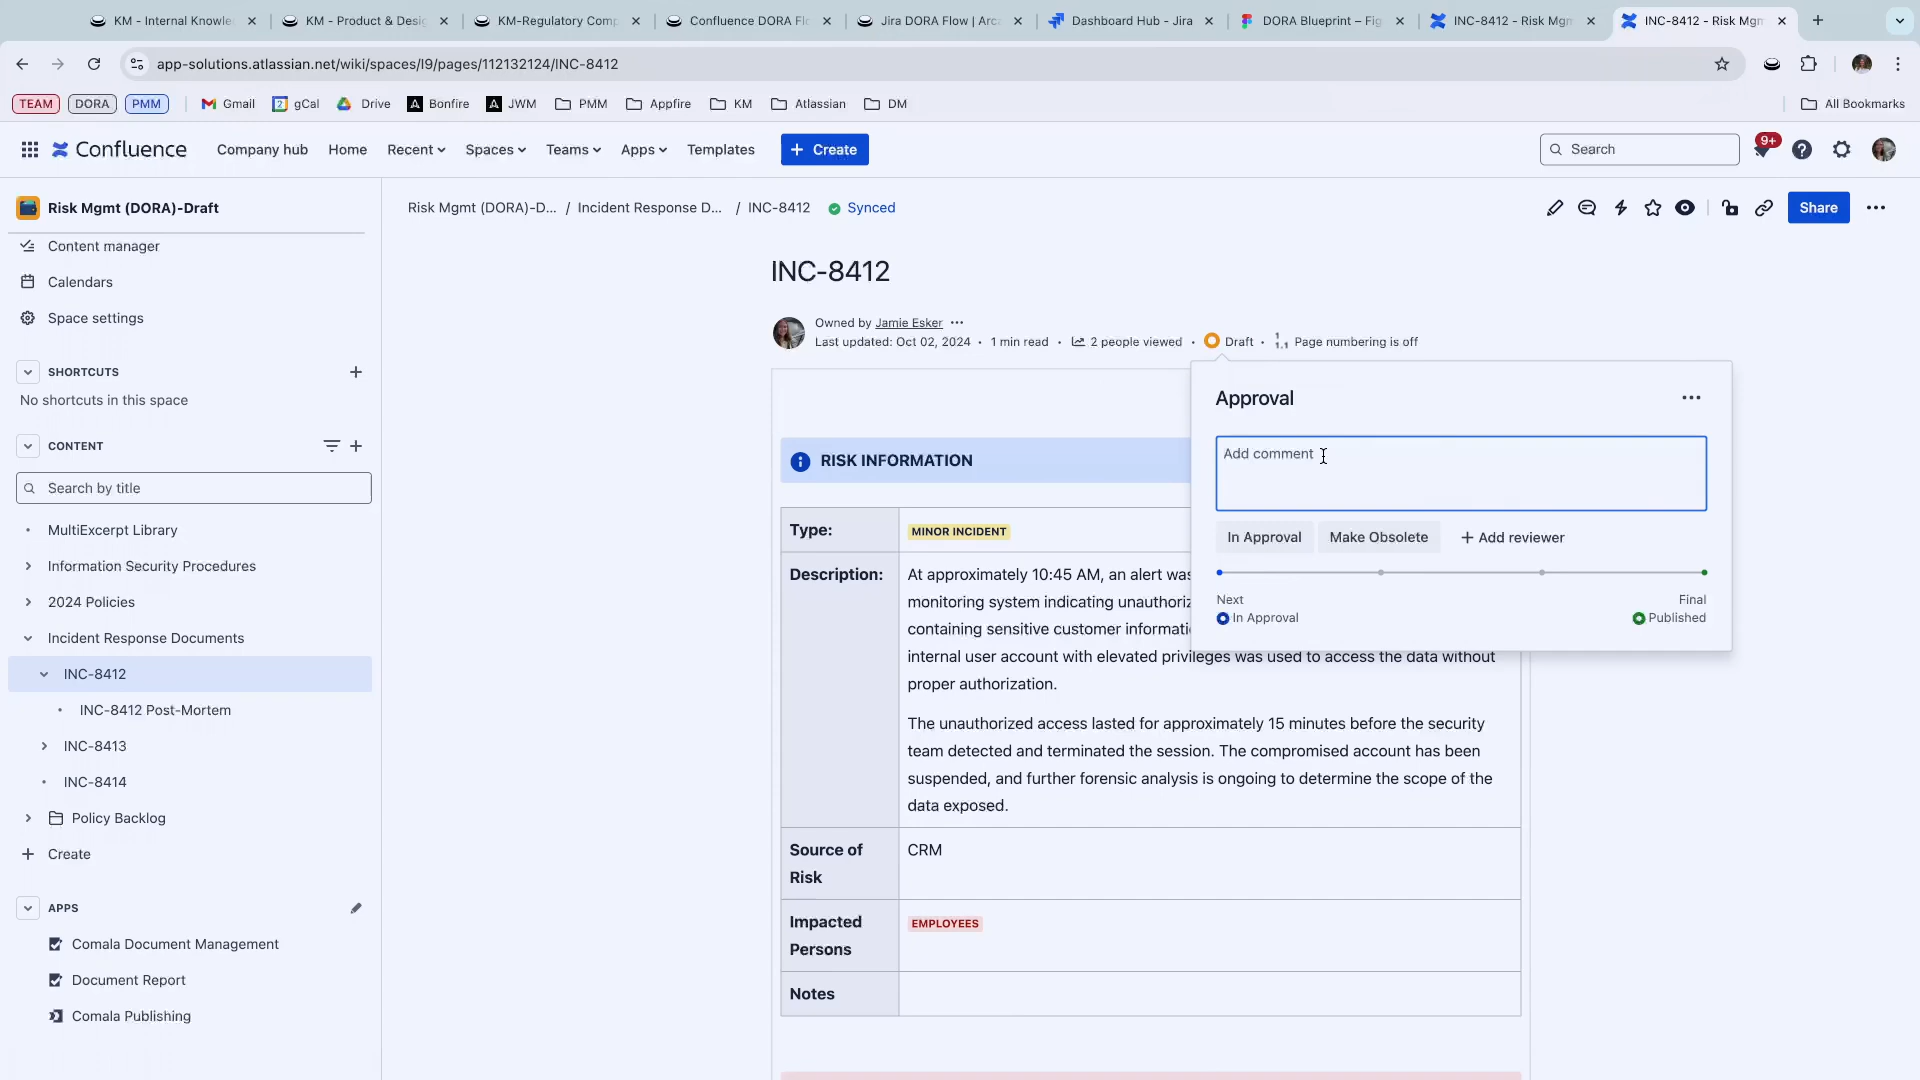 KM - Internal Knowle
KM - Product & Desig
KM-Regulatory Comp
Confluence DORA Flo
Jira DORA Flow | Arca
Dashboard Hub - Jira
DORA Blueprint – Fig
INC-8412 - Risk Mgm
INC-8412 - Risk Mgm
app-solutions.atlassian.net/wiki/spaces/I9/pages/112132124/INC-8412
TEAM DORA PMM Gmail gCal Drive Bonfire JWM PMM Appfire KM Atlassian DM All Bookmarks
Confluence Company hub Home Recent Spaces Teams Apps Templates + Create Search 9+
Risk Mgmt (DORA)-Draft
Content manager
Calendars
Space settings
SHORTCUTS
No shortcuts in this space
CONTENT
Search by title
MultiExcerpt Library
Information Security Procedures
2024 Policies
Incident Response Documents
INC-8412
INC-8412 Post-Mortem
INC-8413
INC-8414
Policy Backlog
Create
APPS
Comala Document Management
Document Report
Comala Publishing
Risk Mgmt (DORA)-D... / Incident Response D... / INC-8412 Synced
Share
INC-8412
Owned by Jamie Esker
Last updated: Oct 02, 2024 • 1 min read • 2 people viewed • Draft • Page numbering is off
Approval
Add comment
In Approval Make Obsolete + Add reviewer
Next Final
In Approval Published
RISK INFORMATION
Type: MINOR INCIDENT
Description: At approximately 10:45 AM, an alert was
monitoring system indicating unauthoriz
containing sensitive customer informati
internal user account with elevated privileges was used to access the data without
proper authorization.
The unauthorized access lasted for approximately 15 minutes before the security
team detected and terminated the session. The compromised account has been
suspended, and further forensic analysis is ongoing to determine the scope of the
data exposed.
Source of CRM
Risk
Impacted EMPLOYEES
Persons
Notes